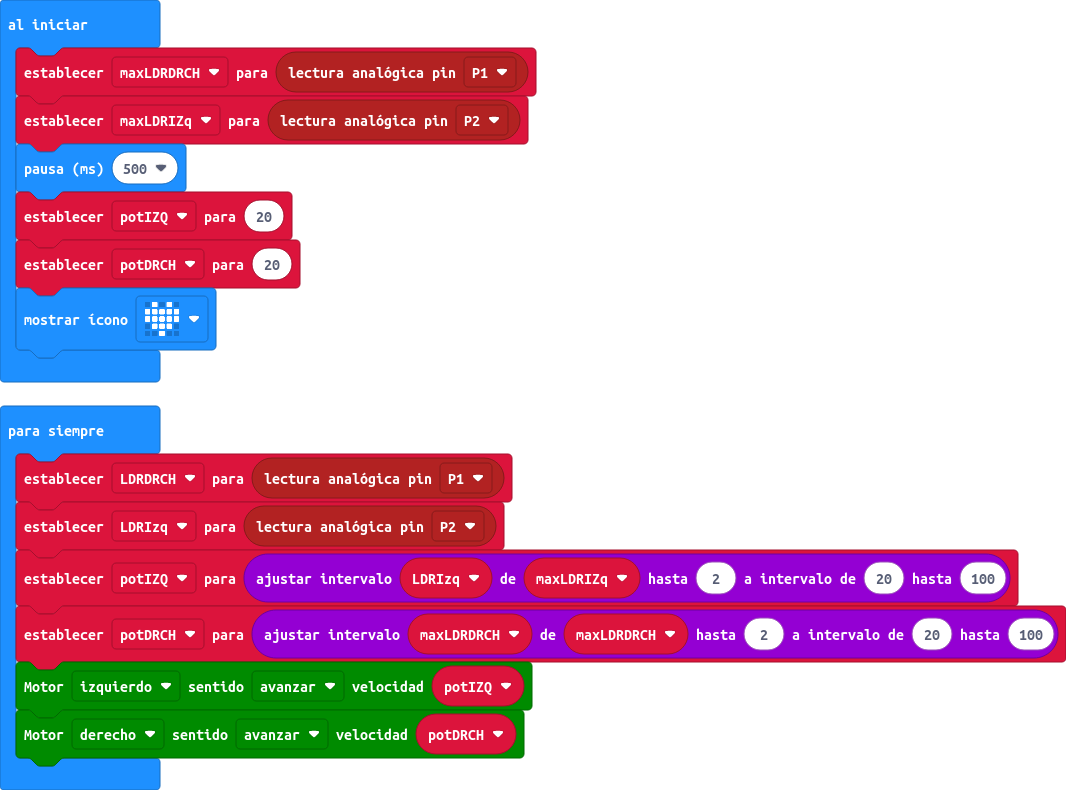 al iniciar
establecer maxLDRDRCH para lectura analógica pin P1
establecer maxLDRIZq para lectura analógica pin P2
pausa (ms) 500
establecer potIZQ para 20
establecer potDRCH para 20
mostrar ícono
para siempre
establecer LDRDRCH para lectura analógica pin P1
establecer LDRIzq para lectura analógica pin P2
establecer potIZQ para ajustar intervalo LDRIzq de maxLDRIZq hasta 2 a intervalo de 20 hasta 100
establecer potDRCH para ajustar intervalo maxLDRDRCH de maxLDRDRCH hasta 2 a intervalo de 20 hasta 100
Motor izquierdo sentido avanzar velocidad potIZQ
Motor derecho sentido avanzar velocidad potDRCH